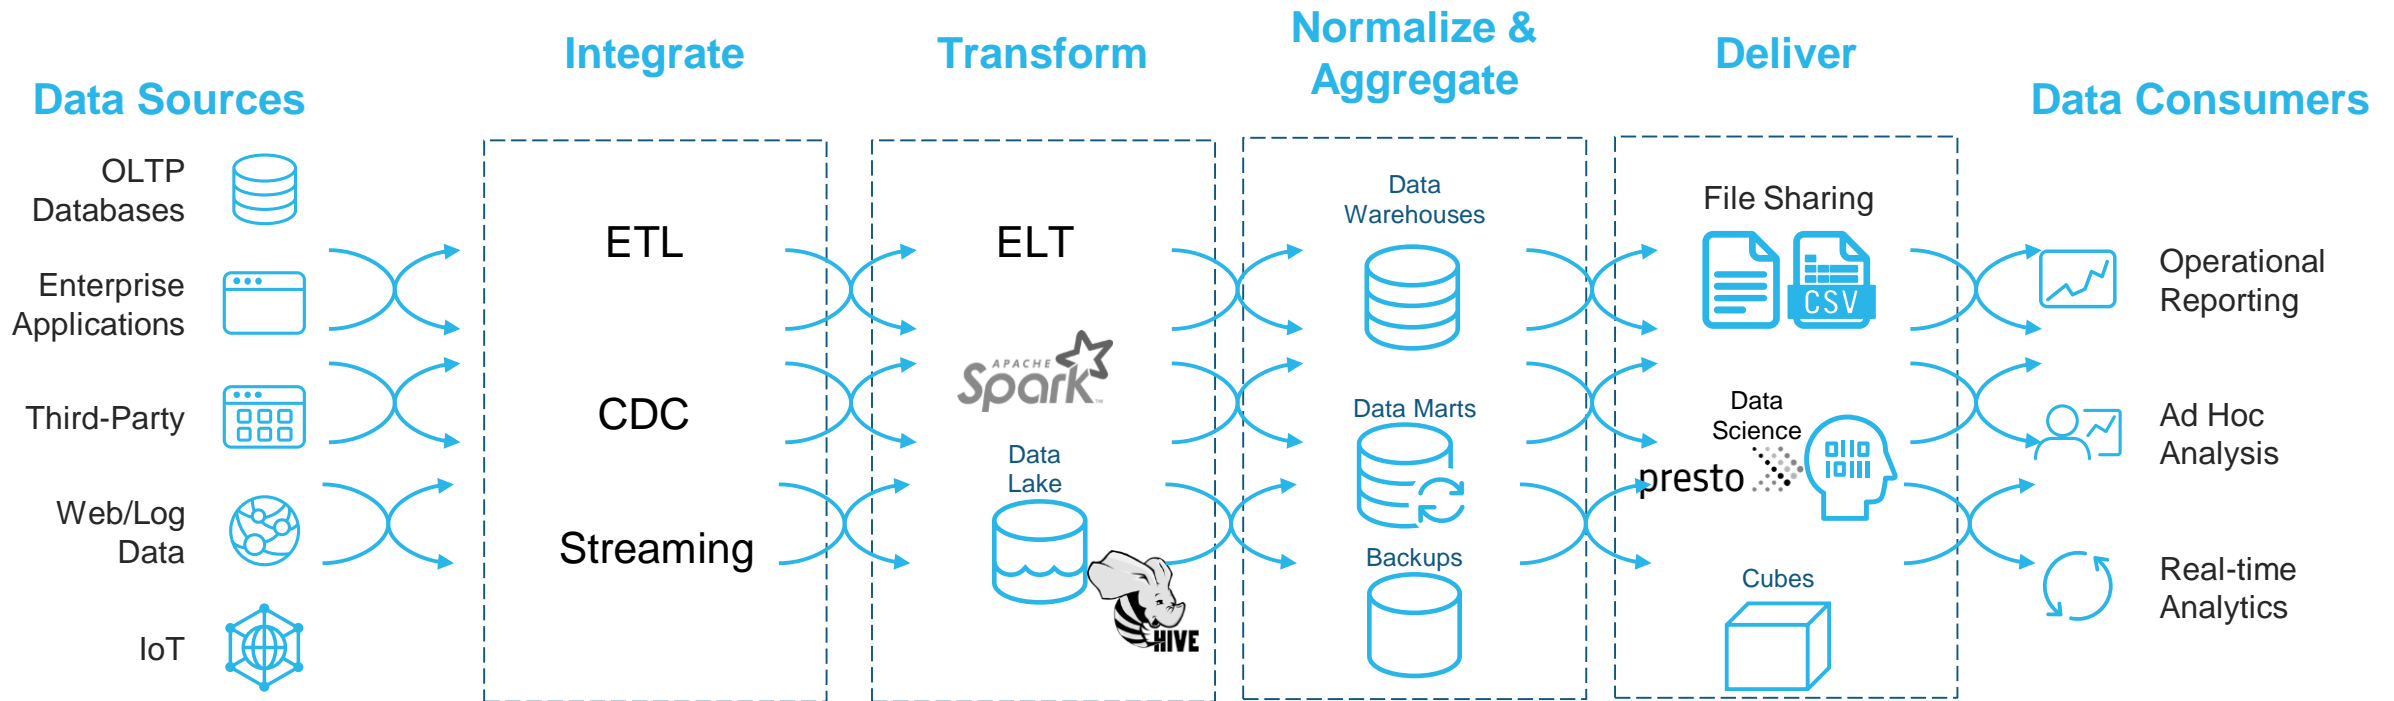 Data Sources
OLTP
Databases
Enterprise
Applications
Third-Party
Web/Log
Data
IoT
Integrate
ETL
CDC
Streaming
Transform
ELT
APACHE
Spark
TM
Data
Lake
HIVE
Normalize &
Aggregate
Data
Warehouses
Data Marts
Backups
Deliver
File Sharing
CSV
Data
Science
presto
Cubes
Data Consumers
Operational
Reporting
Ad Hoc
Analysis
Real-time
Analytics